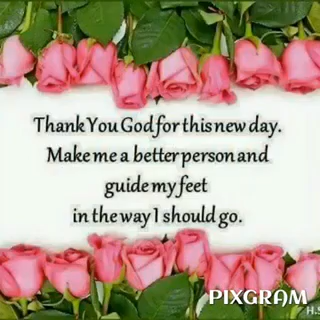 Thank You God for this new day.
Make me a better person and
guide my feet
in the way I should go.
PIXGRAM